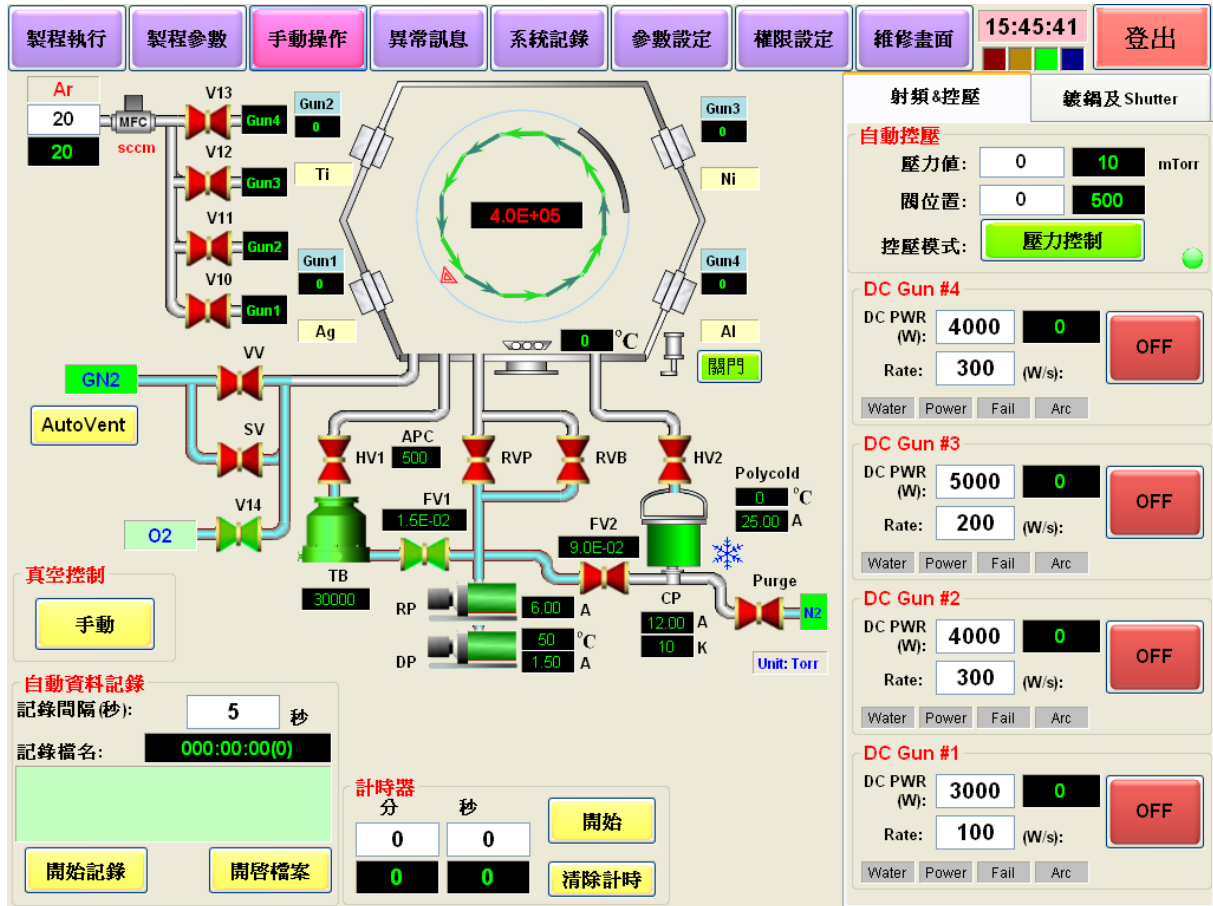 製程執行 製程參數 手動操作 異常訊息 系統記錄 參數設定 權限設定 維修畫面 15:45:41 登出
Ar
20
20
MFC
sccm
V13
Gun4
V12
Gun3
V11
Gun2
V10
Gun1
Gun2
0
Ti
Gun1
0
Ag
Gun3
0
Ni
Gun4
0
Al
4.0E+05
0 °C
關門
GN2
VV
AutoVent
SV
V14
O2
HV1
APC
500
RVP
RVB
HV2
Polycold
0 °C
25.00 A
FV1
1.5E-02
FV2
9.0E-02
TB
30000
RP
6.00 A
DP
50 °C
1.50 A
CP
12.00 A
10 K
Purge
N2
Unit: Torr
真空控制
手動
自動資料記錄
記錄間隔(秒): 5 秒
記錄檔名: 000:00:00(0)
開始記錄 開啓檔案
計時器
分 秒
0 0
0 0
開始
清除計時
射頻&控壓 鍍鍋及Shutter
自動控壓
壓力值: 0 10 mTorr
閥位置: 0 500
控壓模式: 壓力控制
DC Gun #4
DC PWR
(W): 4000 0
OFF
Rate: 300 (W/s):
Water Power Fail Arc
DC Gun #3
DC PWR
(W): 5000 0
OFF
Rate: 200 (W/s):
Water Power Fail Arc
DC Gun #2
DC PWR
(W): 4000 0
OFF
Rate: 300 (W/s):
Water Power Fail Arc
DC Gun #1
DC PWR
(W): 3000 0
OFF
Rate: 100 (W/s):
Water Power Fail Arc